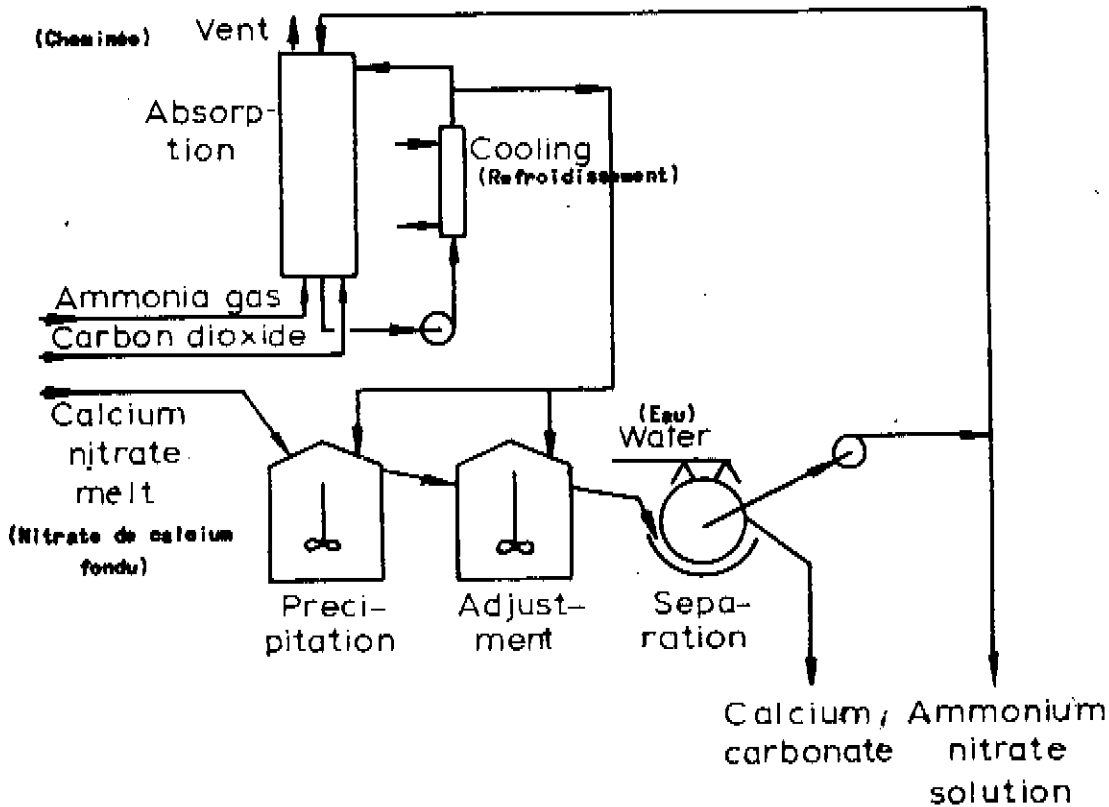 (Cheminée)
Vent
Absorp-
tion
Cooling
(Refroidissement)
Ammonia gas
Carbon dioxide
Calcium
nitrate
melt
(Nitrate de calcium
fondu)
(Eau)
Water
Preci-
pitation
Adjust-
ment
Sepa-
ration
Calcium
carbonate
Ammonium
nitrate
solution